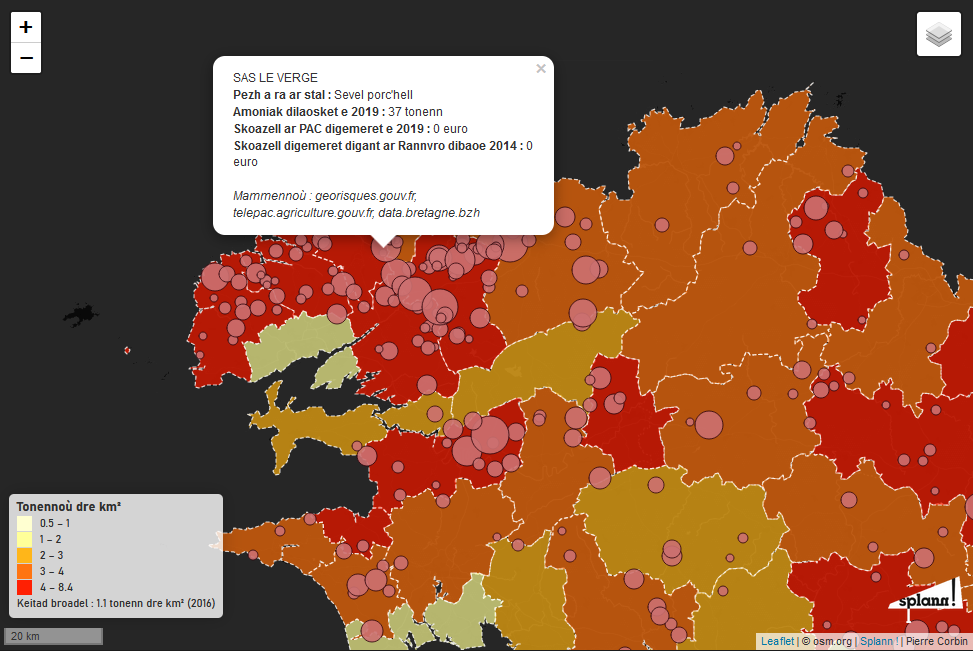 +
−
×
SAS LE VERGE
Pezh a ra ar stal : Sevel porc'hell
Amoniak dilaosket e 2019 : 37 tonenn
Skoazell ar PAC digemeret e 2019 : 0 euro
Skoazell digemeret digant ar Rannvro dibaoe 2014 : 0
euro
Mammennoù : georisques.gouv.fr,
telepac.agriculture.gouv.fr, data.bretagne.bzh
Tonennoù dre km²
0.5 – 1
1 – 2
2 – 3
3 – 4
4 – 8.4
Keitad broadel : 1.1 tonenn dre km² (2016)
20 km
splann!
Leaflet | © osm.org | Splann ! | Pierre Corbin